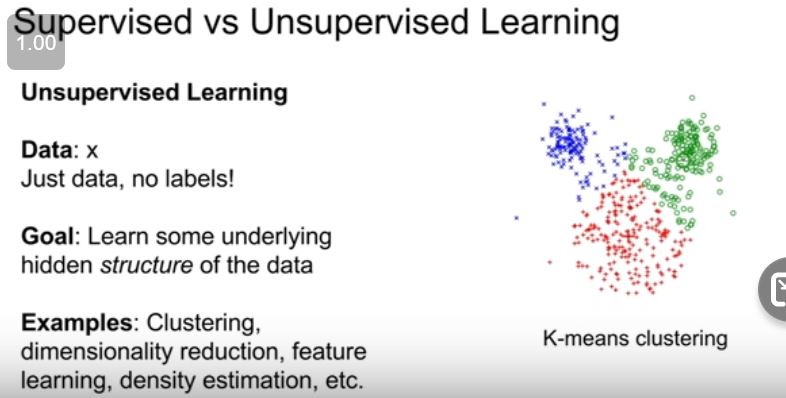 Supervised vs Unsupervised Learning
1.00
Unsupervised Learning
Data: x
Just data, no labels!
Goal: Learn some underlying
hidden structure of the data
Examples: Clustering,
dimensionality reduction, feature
learning, density estimation, etc.
K-means clustering